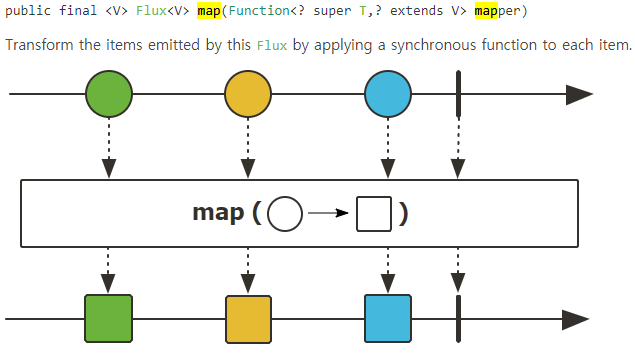 public final <V> Flux<V> map(Function<? super T,? extends V> mapper)
Transform the items emitted by this Flux by applying a synchronous function to each item.
map ( )